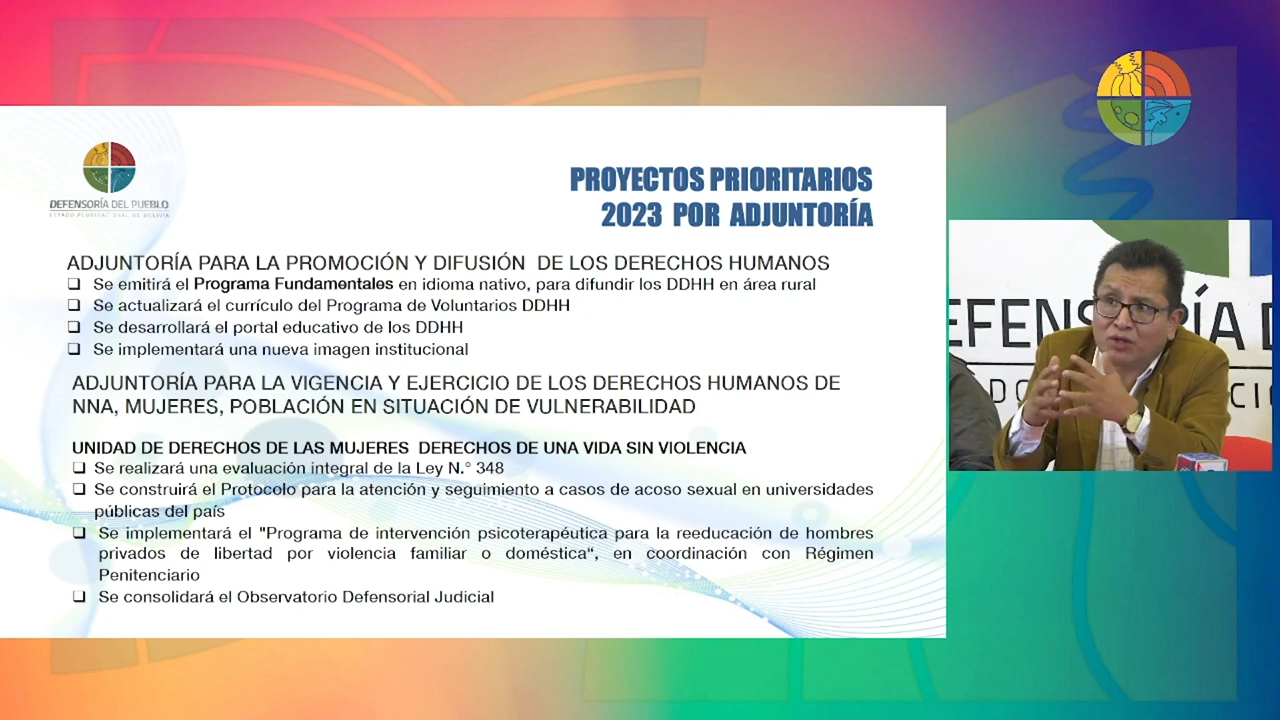 DEFENSORÍA DEL PUEBLO
ESTADO PLURINACIONAL DE BOLIVIA
PROYECTOS PRIORITARIOS
2023 POR ADJUNTORÍA
ADJUNTORÍA PARA LA PROMOCIÓN Y DIFUSIÓN DE LOS DERECHOS HUMANOS
❑ Se emitirá el Programa Fundamentales en idioma nativo, para difundir los DDHH en área rural
❑ Se actualizará el currículo del Programa de Voluntarios DDHH
❑ Se desarrollará el portal educativo de los DDHH
❑ Se implementará una nueva imagen institucional
ADJUNTORÍA PARA LA VIGENCIA Y EJERCICIO DE LOS DERECHOS HUMANOS DE
NNA, MUJERES, POBLACIÓN EN SITUACIÓN DE VULNERABILIDAD
UNIDAD DE DERECHOS DE LAS MUJERES DERECHOS DE UNA VIDA SIN VIOLENCIA
❑ Se realizará una evaluación integral de la Ley N.° 348
❑ Se construirá el Protocolo para la atención y seguimiento a casos de acoso sexual en universidades
públicas del país
❑ Se implementará el "Programa de intervención psicoterapéutica para la reeducación de hombres
privados de libertad por violencia familiar o doméstica“, en coordinación con Régimen
Penitenciario
❑ Se consolidará el Observatorio Defensorial Judicial
EFENSORÍA D